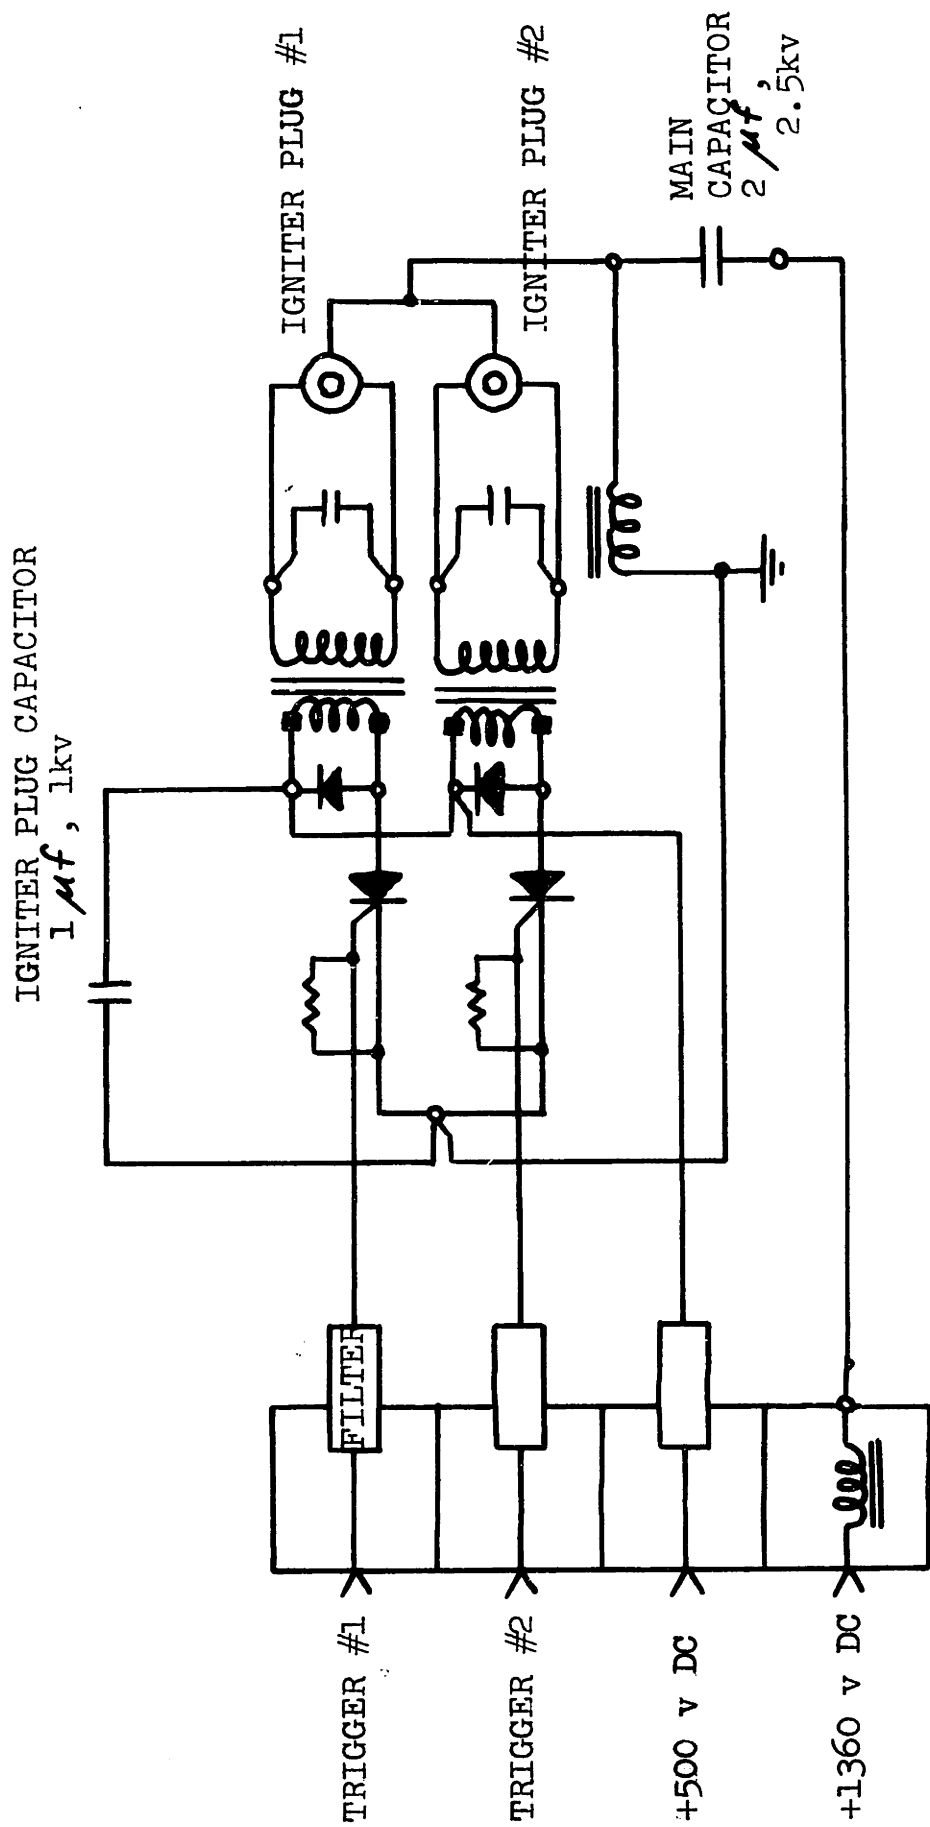 IGNITER PLUG CAPACITOR
1 μf, 1kv
IGNITER PLUG #1
IGNITER PLUG #2
MAIN
CAPACITOR
2 μf,
2.5kv
FILTER
TRIGGER #1
TRIGGER #2
+500 v DC
+1360 v DC